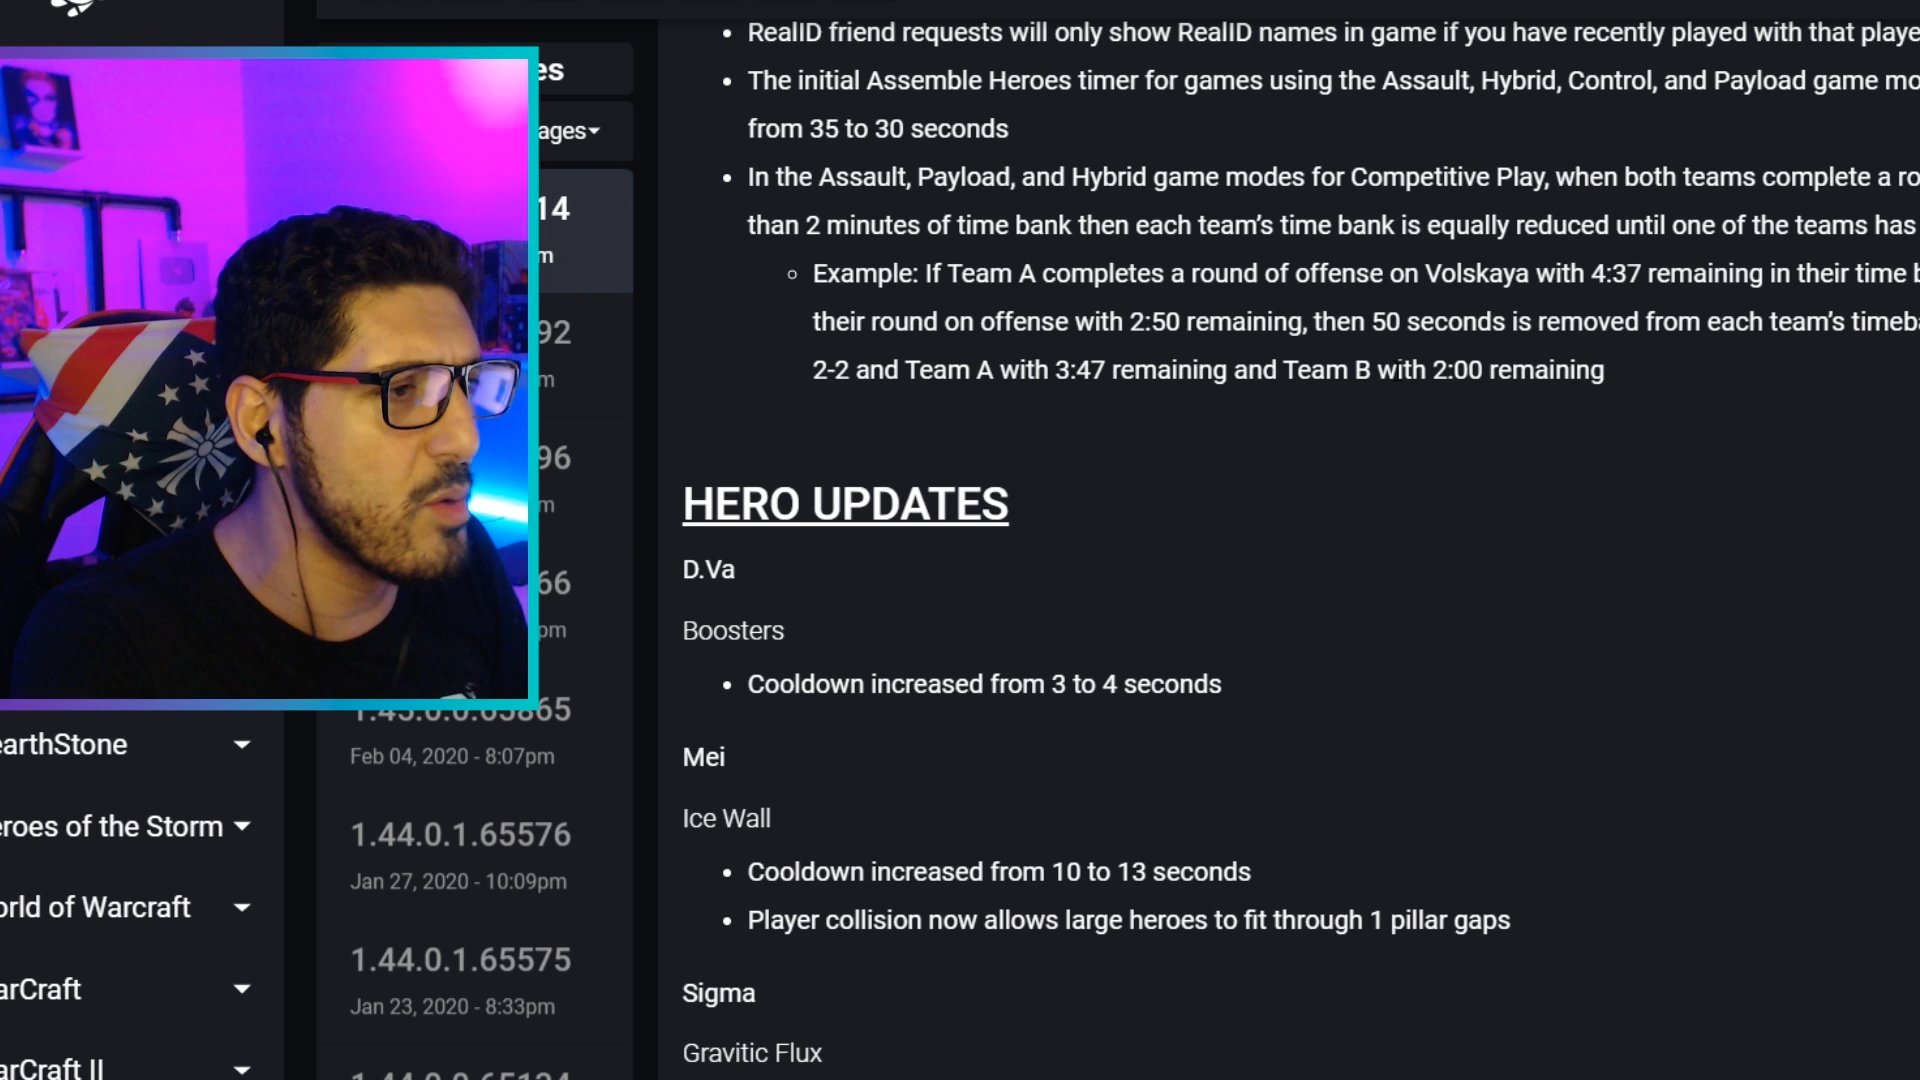 es
ages
14
m
92
m
96
m
66
pm
1.45.0.0.65865
Feb 04, 2020 - 8:07pm
1.44.0.1.65576
Jan 27, 2020 - 10:09pm
1.44.0.1.65575
Jan 23, 2020 - 8:33pm
earthStone
eroes of the Storm
orld of Warcraft
arCraft
arCraft II
RealID friend requests will only show RealID names in game if you have recently played with that playe
The initial Assemble Heroes timer for games using the Assault, Hybrid, Control, and Payload game mo
from 35 to 30 seconds
In the Assault, Payload, and Hybrid game modes for Competitive Play, when both teams complete a ro
than 2 minutes of time bank then each team’s time bank is equally reduced until one of the teams has
Example: If Team A completes a round of offense on Volskaya with 4:37 remaining in their time b
their round on offense with 2:50 remaining, then 50 seconds is removed from each team’s timeba
2-2 and Team A with 3:47 remaining and Team B with 2:00 remaining
HERO UPDATES
D.Va
Boosters
Cooldown increased from 3 to 4 seconds
Mei
Ice Wall
Cooldown increased from 10 to 13 seconds
Player collision now allows large heroes to fit through 1 pillar gaps
Sigma
Gravitic Flux